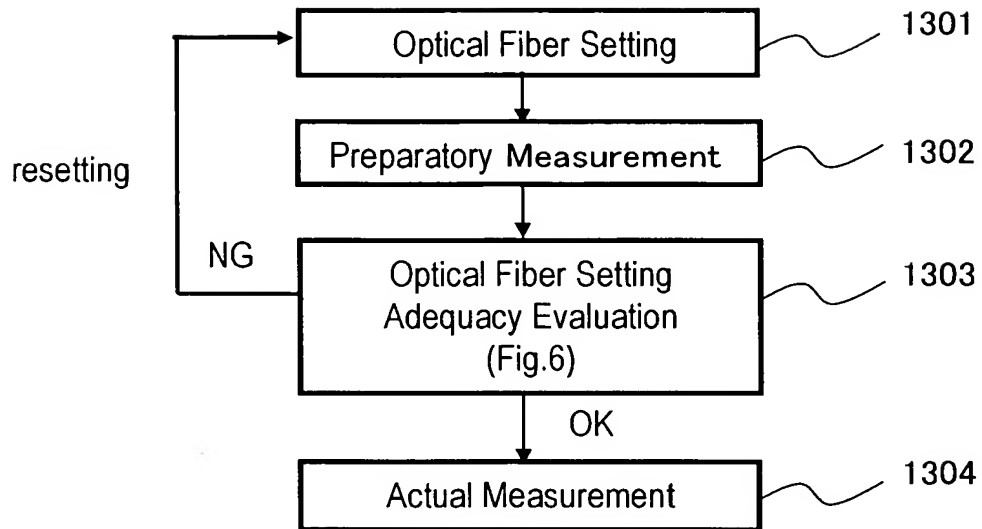 Optical Fiber Setting
1301
Preparatory Measurement
1302
resetting
NG
Optical Fiber Setting
Adequacy Evaluation
(Fig.6)
1303
OK
Actual Measurement
1304